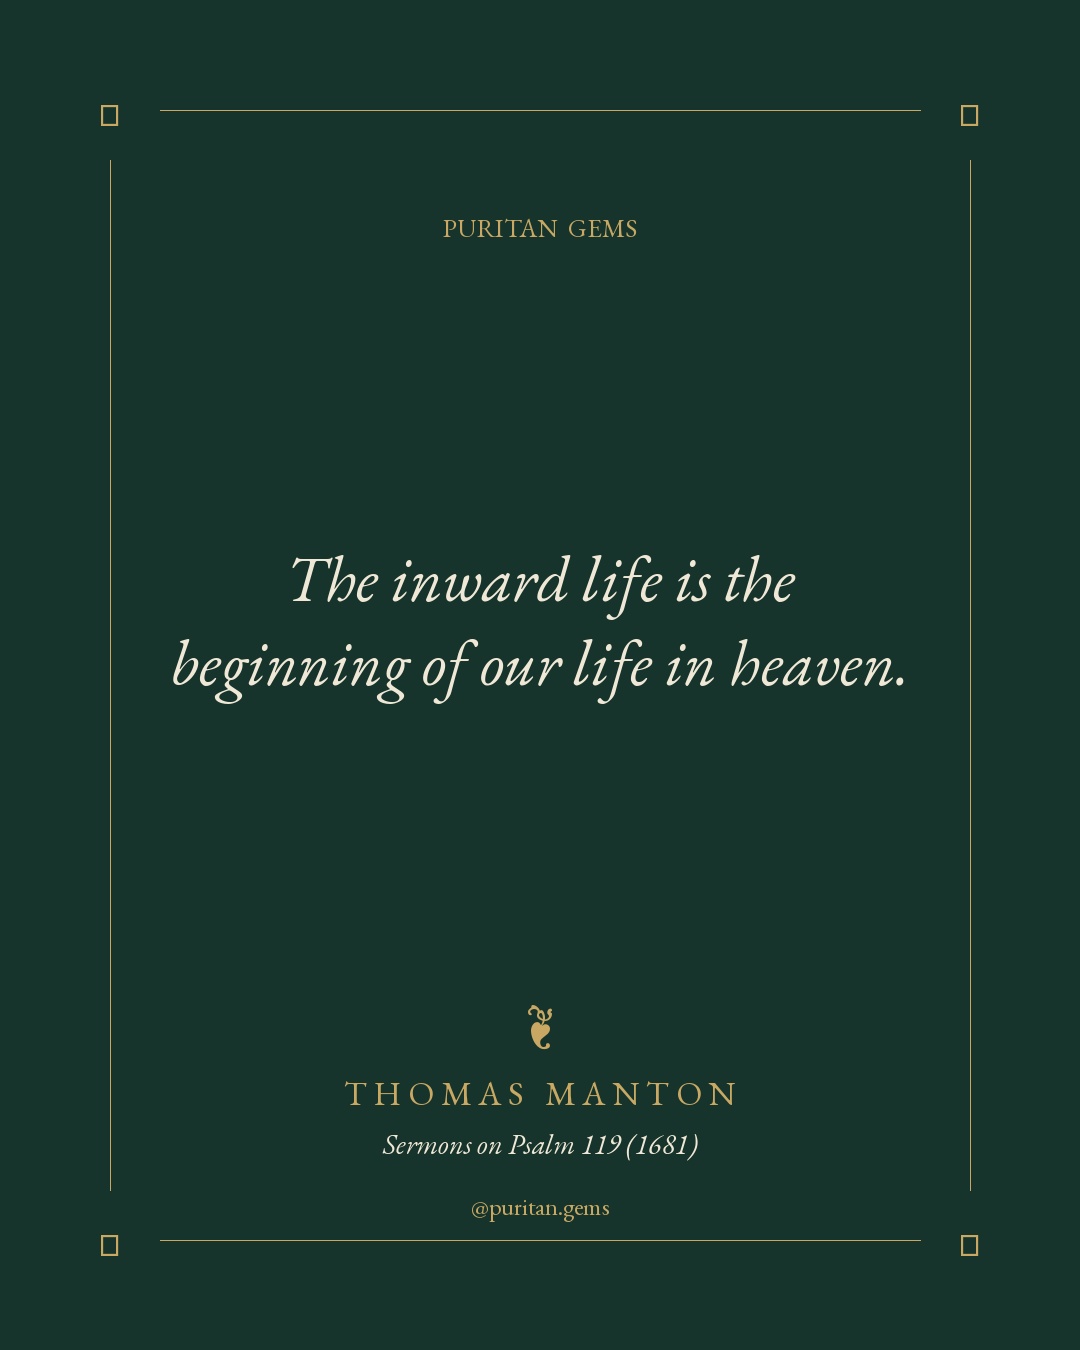 PURITAN GEMS
The inward life is the
beginning of our life in heaven.
THOMAS MANTON
Sermons on Psalm 119 (1681)
@puritan.gems